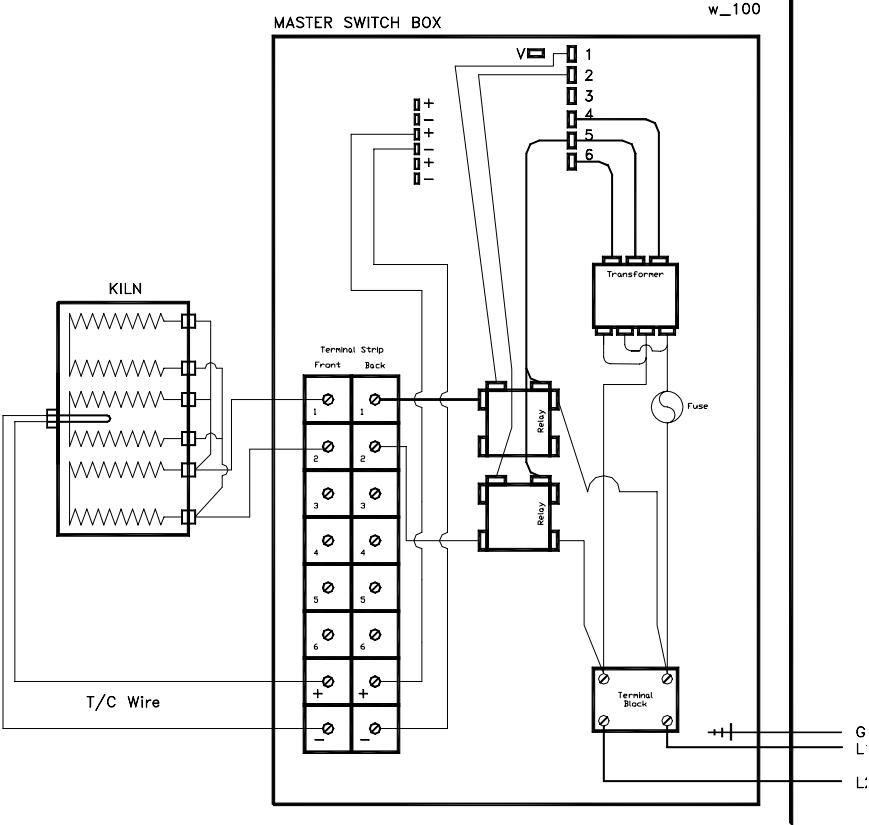 w_100
MASTER SWITCH BOX
V
1
2
3
4
5
6
+
−
+
−
+
−
Transformer
KILN
Terminal Strip
Front Back
1 1
2 2
3 3
4 4
5 5
6 6
+ +
− −
Relay
Relay
Fuse
T/C Wire
Terminal
Block
G
L
L